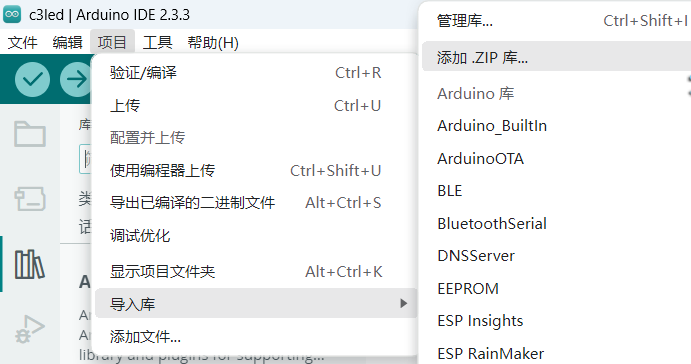 c3led | Arduino IDE 2.3.3
文件 编辑 项目 工具 帮助(H)
验证/编译 Ctrl+R
上传 Ctrl+U
配置并上传
使用编程器上传 Ctrl+Shift+U
导出已编译的二进制文件 Alt+Ctrl+S
调试优化
显示项目文件夹 Alt+Ctrl+K
导入库
添加文件...
管理库... Ctrl+Shift+I
添加 .ZIP 库...
Arduino 库
Arduino_BuiltIn
ArduinoOTA
BLE
BluetoothSerial
DNSServer
EEPROM
ESP Insights
ESP RainMaker
库
类
话
library and plugins for supporting...